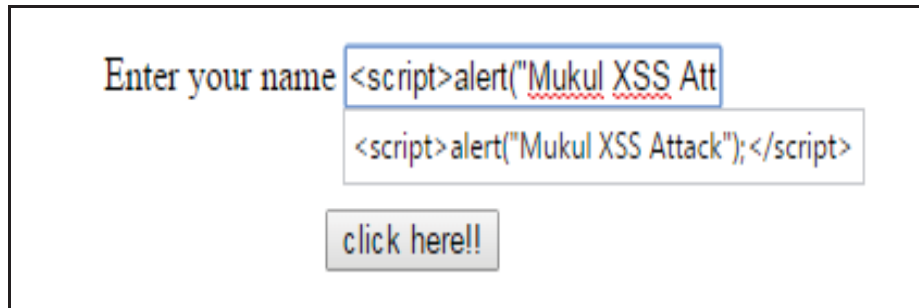 Enter your name <script>alert("Mukul XSS Att
<script>alert("Mukul XSS Attack");</script>
click here!!